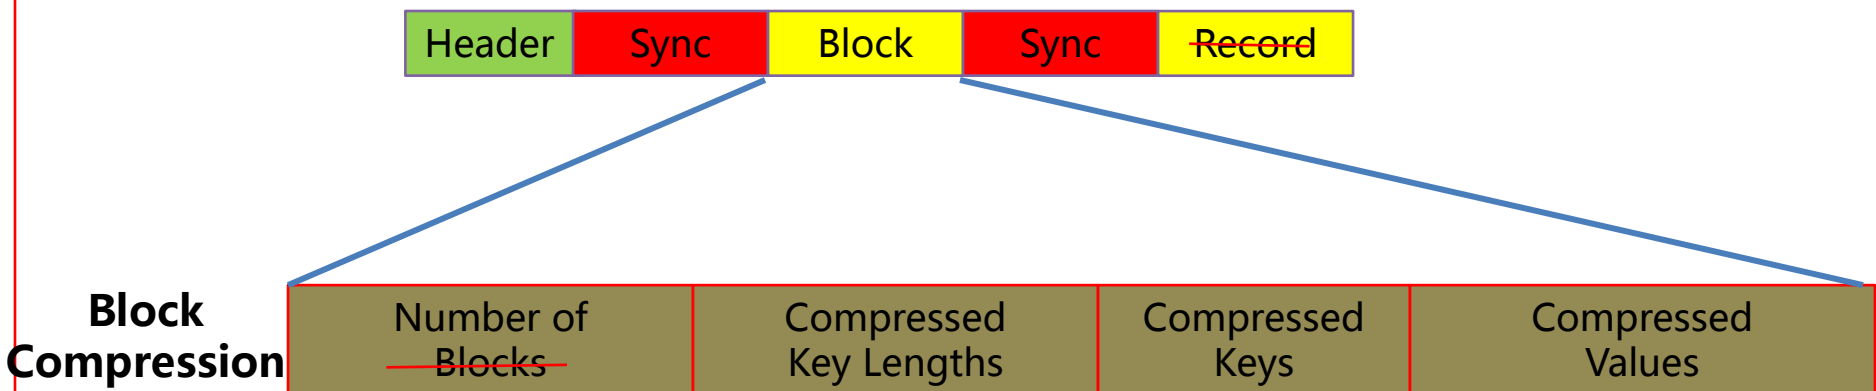 Header Sync Block Sync Record
Block Number of Compressed Compressed Compressed
Compression Blocks Key Lengths Keys Values